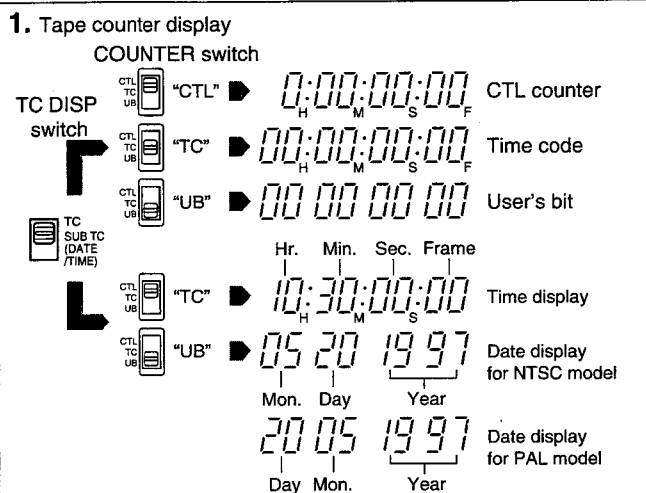 1. Tape counter display
COUNTER switch
TC DISP
switch
CTL
TC
UB
"CTL"
0:00:00:00
H M S F
CTL counter
CTL
TC
UB
"TC"
00:00:00:00
H M S F
Time code
CTL
TC
UB
"UB"
00 00 00 00
User's bit
TC
SUB TC
(DATE
/TIME)
Hr. Min. Sec. Frame
CTL
TC
UB
"TC"
10:30:00:00
H M S
Time display
CTL
TC
UB
"UB"
05 20 19 97
Date display
for NTSC model
Mon. Day Year
20 05 19 97
Date display
for PAL model
Day Mon. Year